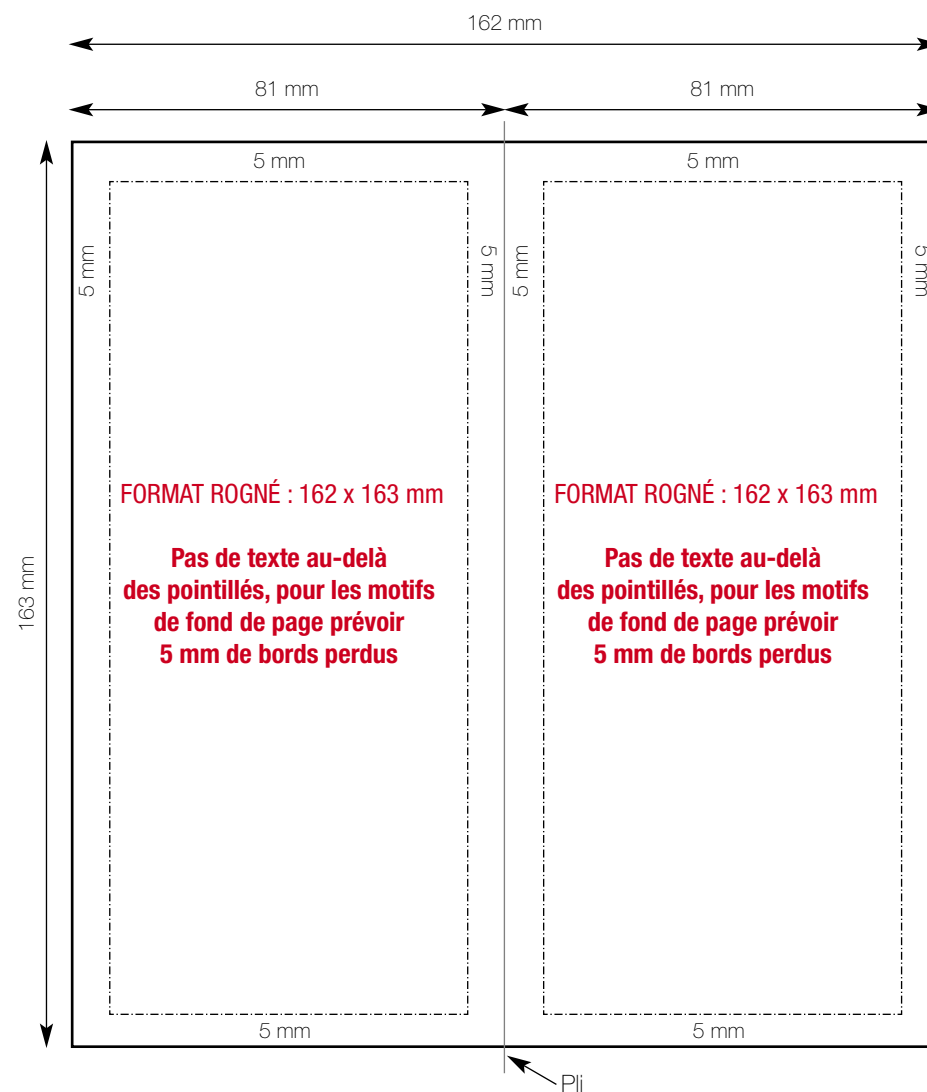 162 mm
81 mm
81 mm
5 mm
5 mm
5 mm
5 mm
5 mm
5 mm
163 mm
FORMAT ROGNÉ : 162 x 163 mm
Pas de texte au-delà
des pointillés, pour les motifs
de fond de page prévoir
5 mm de bords perdus
FORMAT ROGNÉ : 162 x 163 mm
Pas de texte au-delà
des pointillés, pour les motifs
de fond de page prévoir
5 mm de bords perdus
5 mm
5 mm
Pli